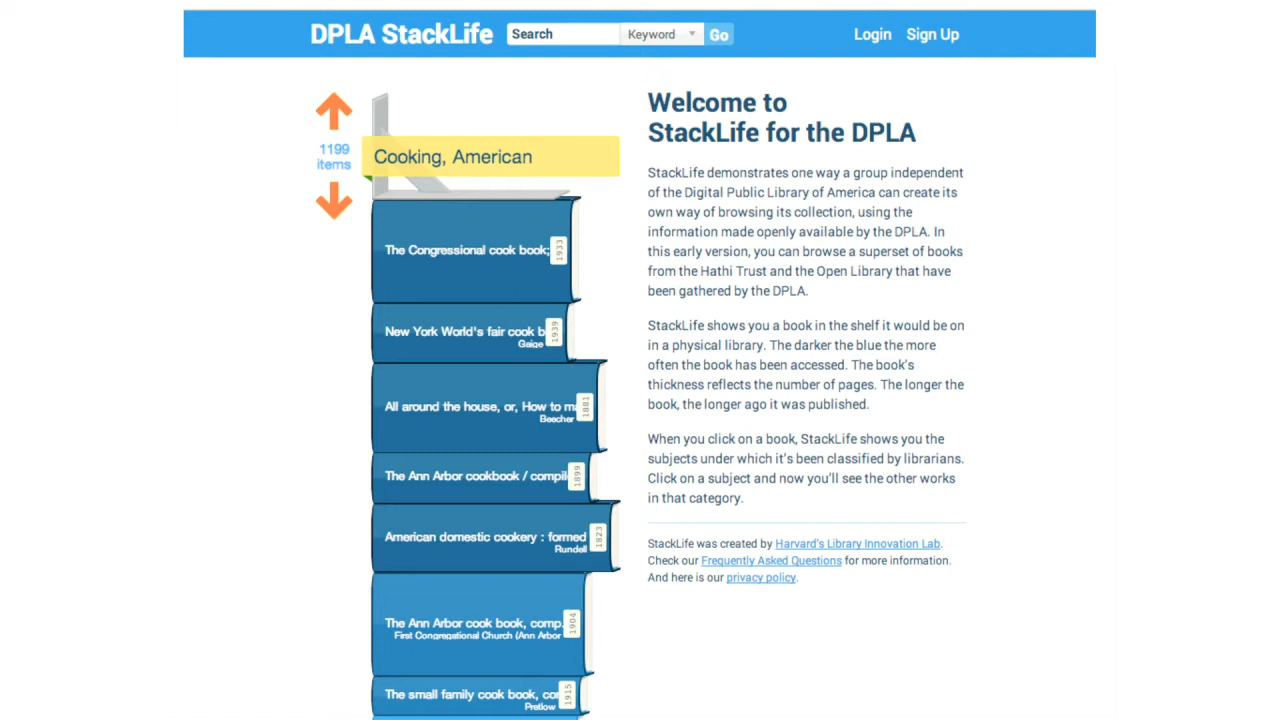 DPLA StackLife
Search
Keyword
Go
Login
Sign Up
1199
items
Cooking, American
The Congressional cook book;
1933
New York World's fair cook b
Gaige
1939
All around the house, or, How to m
Beecher
1881
The Ann Arbor cookbook / compil
1899
American domestic cookery : formed
Rundell
1823
The Ann Arbor cook book, comp.
First Congregational Church (Ann Arbor
1904
The small family cook book, con
Pretlow
1915
Welcome to
StackLife for the DPLA
StackLife demonstrates one way a group independent
of the Digital Public Library of America can create its
own way of browsing its collection, using the
information made openly available by the DPLA. In
this early version, you can browse a superset of books
from the Hathi Trust and the Open Library that have
been gathered by the DPLA.
StackLife shows you a book in the shelf it would be on
in a physical library. The darker the blue the more
often the book has been accessed. The book's
thickness reflects the number of pages. The longer the
book, the longer ago it was published.
When you click on a book, StackLife shows you the
subjects under which it's been classified by librarians.
Click on a subject and now you'll see the other works
in that category.
StackLife was created by Harvard's Library Innovation Lab.
Check our Frequently Asked Questions for more information.
And here is our privacy policy.